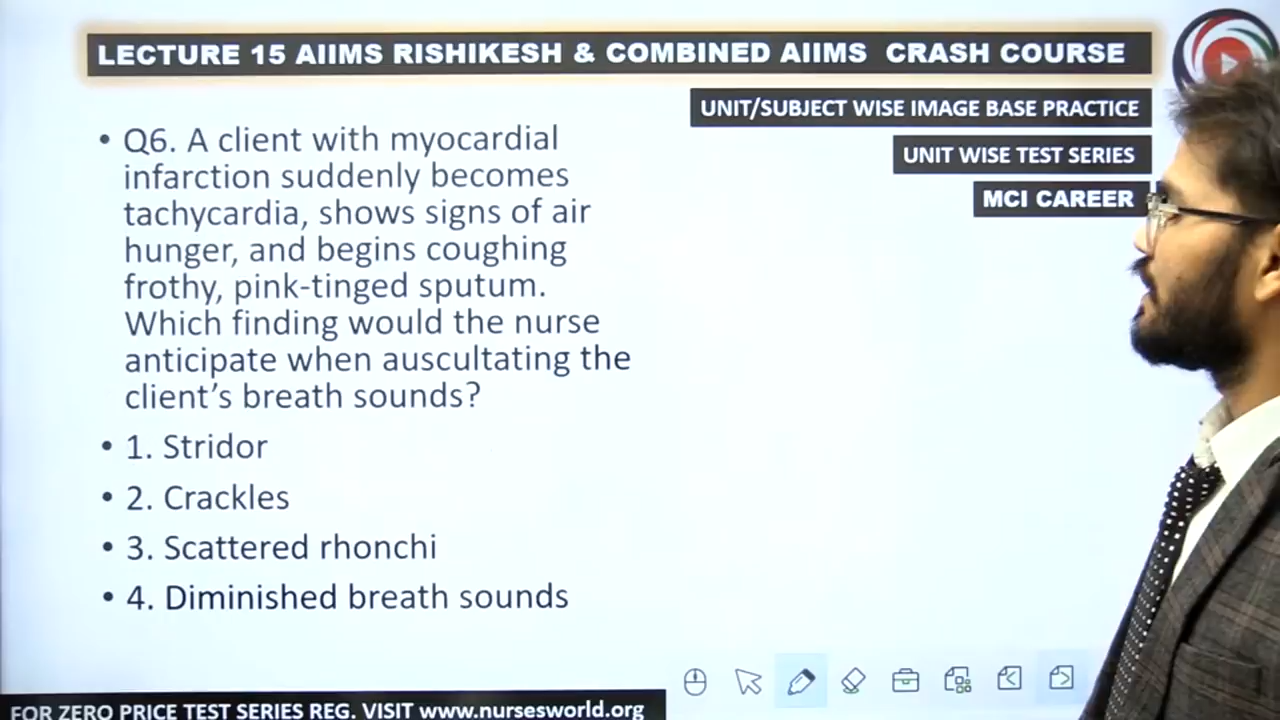 LECTURE 15 AIIMS RISHIKESH & COMBINED AIIMS CRASH COURSE
UNIT/SUBJECT WISE IMAGE BASE PRACTICE
UNIT WISE TEST SERIES
MCI CAREER
• Q6. A client with myocardial
infarction suddenly becomes
tachycardia, shows signs of air
hunger, and begins coughing
frothy, pink-tinged sputum.
Which finding would the nurse
anticipate when auscultating the
client’s breath sounds?
• 1. Stridor
• 2. Crackles
• 3. Scattered rhonchi
• 4. Diminished breath sounds
FOR ZERO PRICE TEST SERIES REG. VISIT www.nursesworld.org